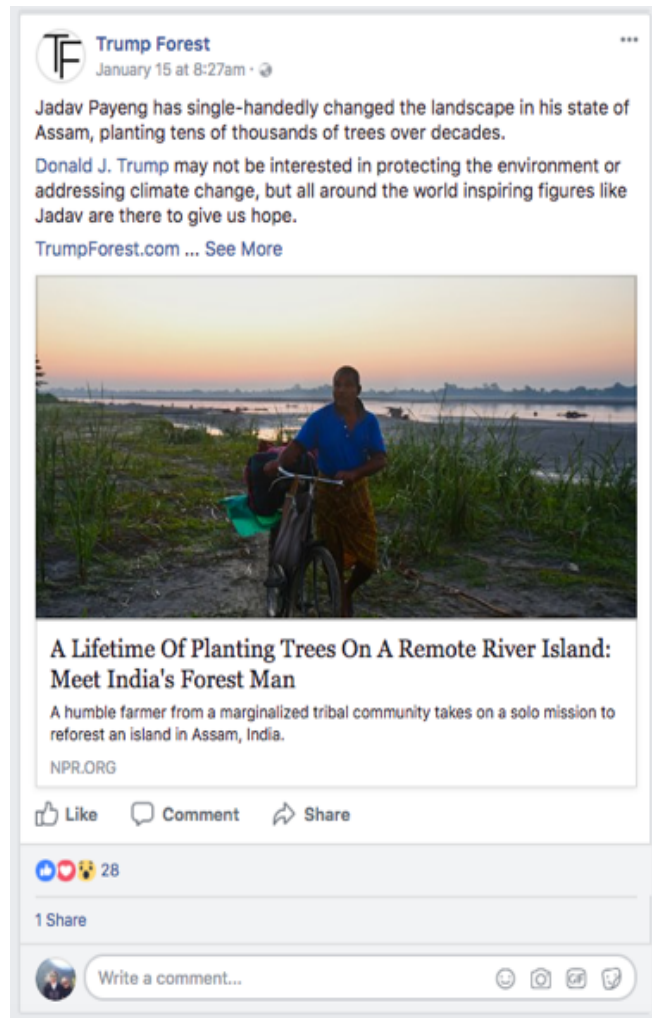 TF Trump Forest
January 15 at 8:27am ·
Jadav Payeng has single-handedly changed the landscape in his state of
Assam, planting tens of thousands of trees over decades.
Donald J. Trump may not be interested in protecting the environment or
addressing climate change, but all around the world inspiring figures like
Jadav are there to give us hope.
TrumpForest.com ... See More
A Lifetime Of Planting Trees On A Remote River Island:
Meet India's Forest Man
A humble farmer from a marginalized tribal community takes on a solo mission to
reforest an island in Assam, India.
NPR.ORG
Like Comment Share
28
1 Share
Write a comment... GIF